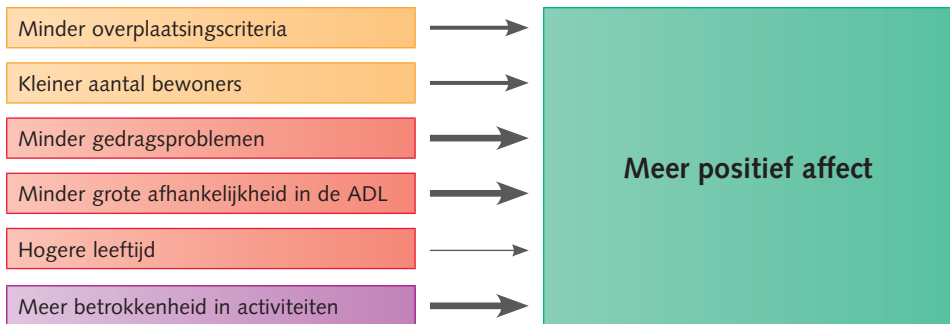 Minder overplaatsingscriteria
Kleiner aantal bewoners
Minder gedragsproblemen
Minder grote afhankelijkheid in de ADL
Hogere leeftijd
Meer betrokkenheid in activiteiten
Meer positief affect